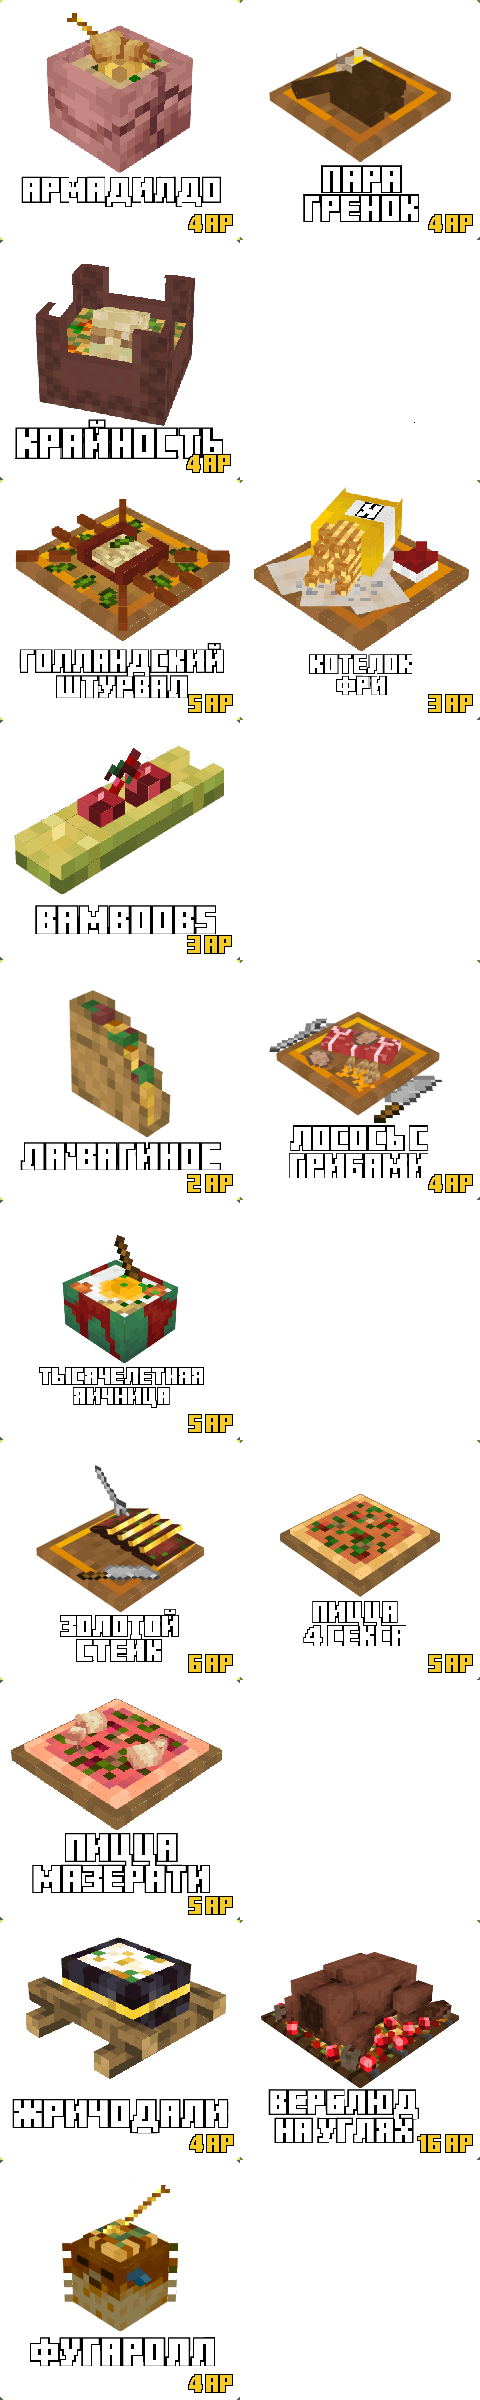 АРМАДИЛДО
4 АР
ПАРА
ГРЕНОК
4 АР
КРАЙНОСТЬ
4 АР
ГОЛЛАНДСКИЙ
ШТУРВАЛ
5 АР
КОТЕЛОК
ФРИ
3 АР
BAMBOOBS
3 АР
ЛА'ВАГИНОС
2 АР
ЛОСОСЬ С
ГРИБАМИ
4 АР
ТЫСЯЧЕЛЕТНЯЯ
ЯИЧНИЦА
5 АР
ЗОЛОТОЙ
СТЕЙК
6 АР
ПИЦЦА
4 СЕКСА
5 АР
ПИЦЦА
МАЗЕРАТИ
5 АР
ЖРИЧОДАЛИ
4 АР
ВЕРБЛЮД
НА УГЛЯХ
16 АР
ФУГАРОЛЛ
4 АР